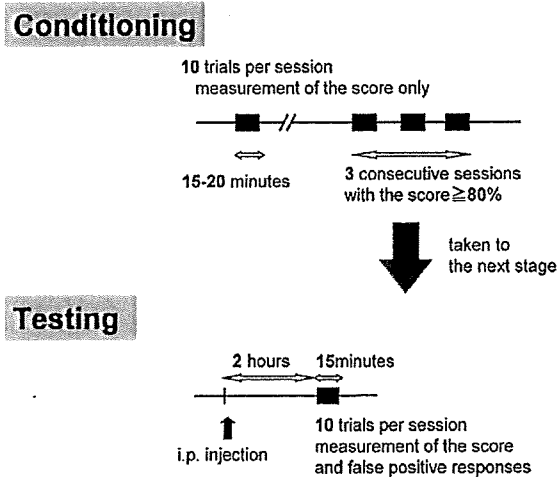 Conditioning
10 trials per session
measurement of the score only
15-20 minutes
3 consecutive sessions
with the score≧80%
taken to
the next stage
Testing
2 hours
15minutes
i.p. injection
10 trials per session
measurement of the score
and false positive responses